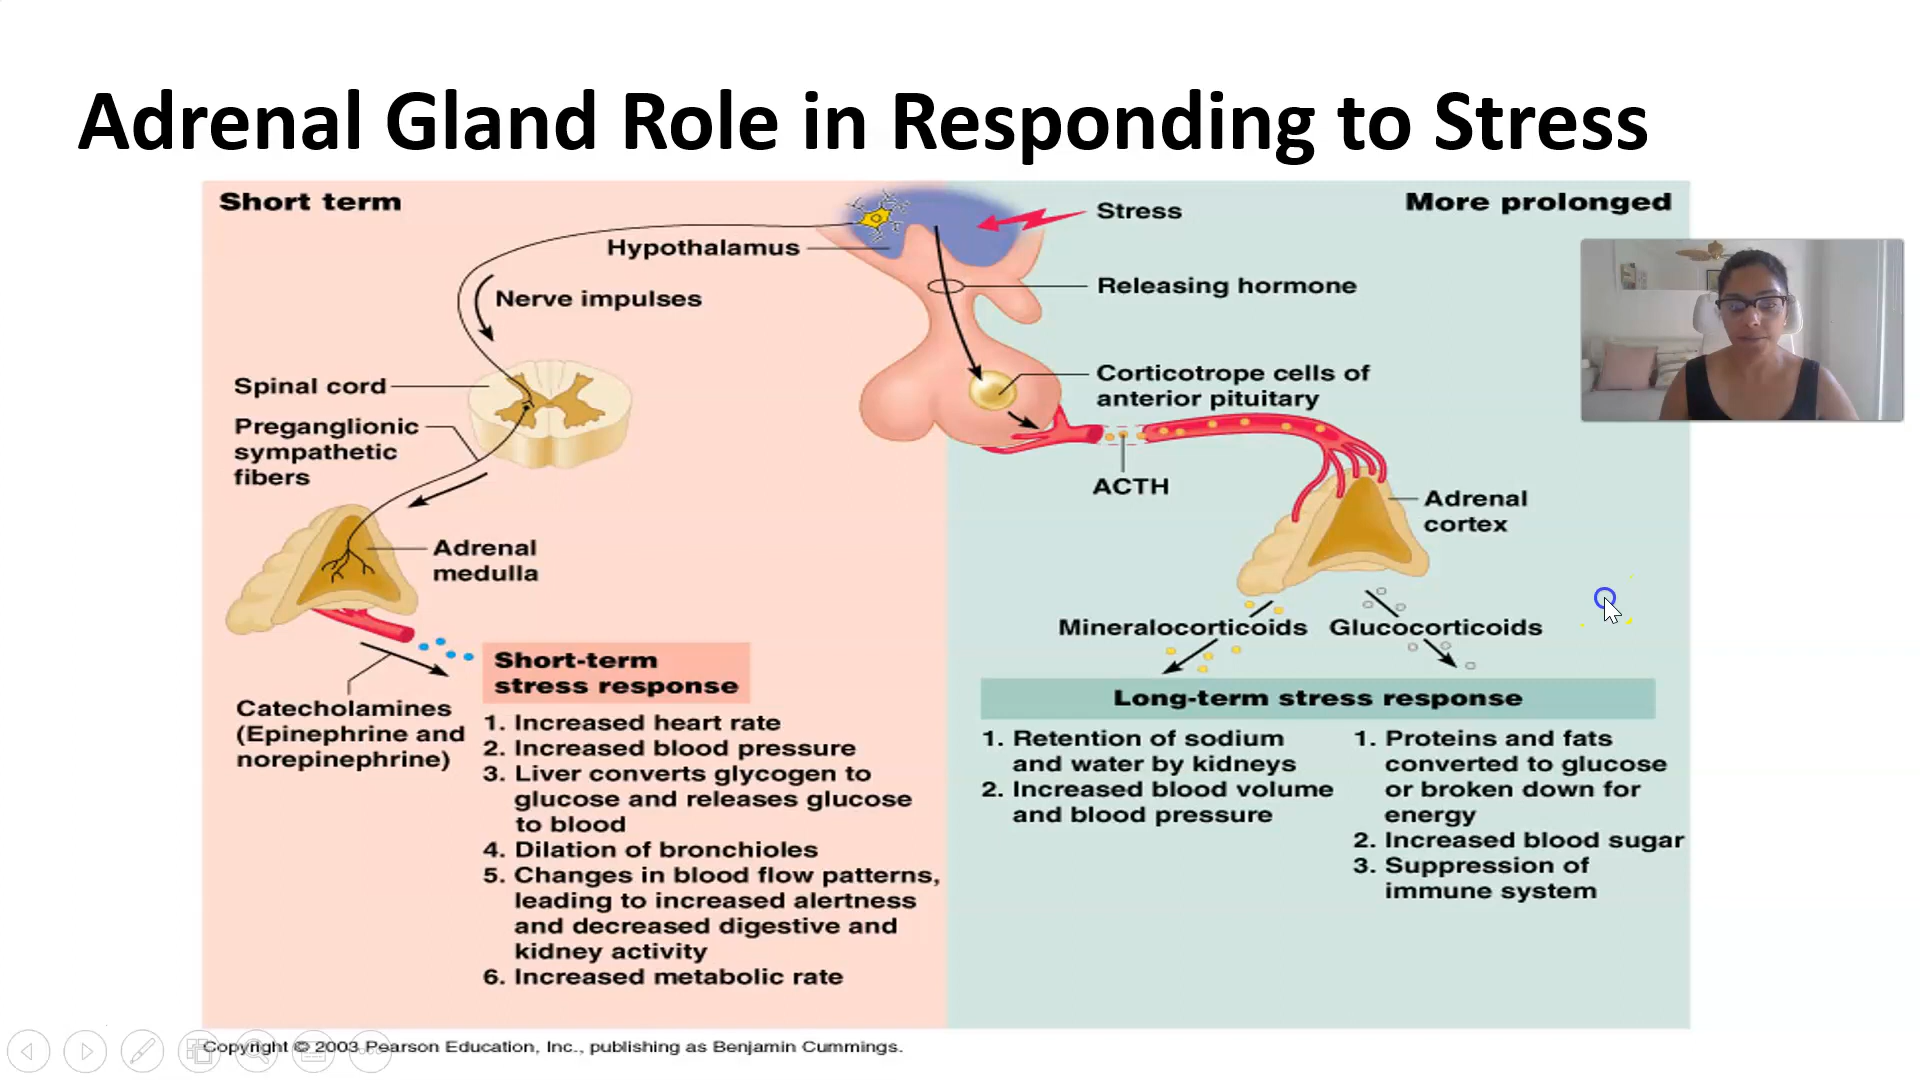 Adrenal Gland Role in Responding to Stress
Short term
More prolonged
Stress
Hypothalamus
Releasing hormone
Nerve impulses
Spinal cord
Corticotrope cells of
anterior pituitary
Preganglionic
sympathetic
fibers
ACTH
Adrenal
cortex
Adrenal
medulla
Mineralocorticoids
Glucocorticoids
Catecholamines
(Epinephrine and
norepinephrine)
Short-term
stress response
1. Increased heart rate
2. Increased blood pressure
3. Liver converts glycogen to
glucose and releases glucose
to blood
4. Dilation of bronchioles
5. Changes in blood flow patterns,
leading to increased alertness
and decreased digestive and
kidney activity
6. Increased metabolic rate
Long-term stress response
1. Retention of sodium
and water by kidneys
2. Increased blood volume
and blood pressure
1. Proteins and fats
converted to glucose
or broken down for
energy
2. Increased blood sugar
3. Suppression of
immune system
Copyright © 2003 Pearson Education, Inc., publishing as Benjamin Cummings.